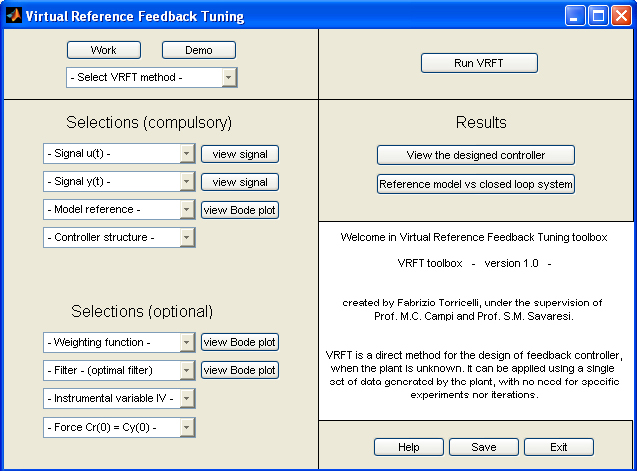 Virtual Reference Feedback Tuning
Work
Demo
- Select VRFT method -
Run VRFT
Selections (compulsory)
- Signal u(t) -
view signal
- Signal y(t) -
view signal
- Model reference -
view Bode plot
- Controller structure -
Selections (optional)
- Weighting function -
view Bode plot
- Filter - (optimal filter)
view Bode plot
- Instrumental variable IV -
- Force Cr(0) = Cy(0) -
Results
View the designed controller
Reference model vs closed loop system
Welcome in Virtual Reference Feedback Tuning toolbox
VRFT toolbox - version 1.0 -
created by Fabrizio Torricelli, under the supervision of
Prof. M.C. Campi and Prof. S.M. Savaresi.
VRFT is a direct method for the design of feedback controller,
when the plant is unknown. It can be applied using a single
set of data generated by the plant, with no need for specific
experiments nor iterations.
Help
Save
Exit